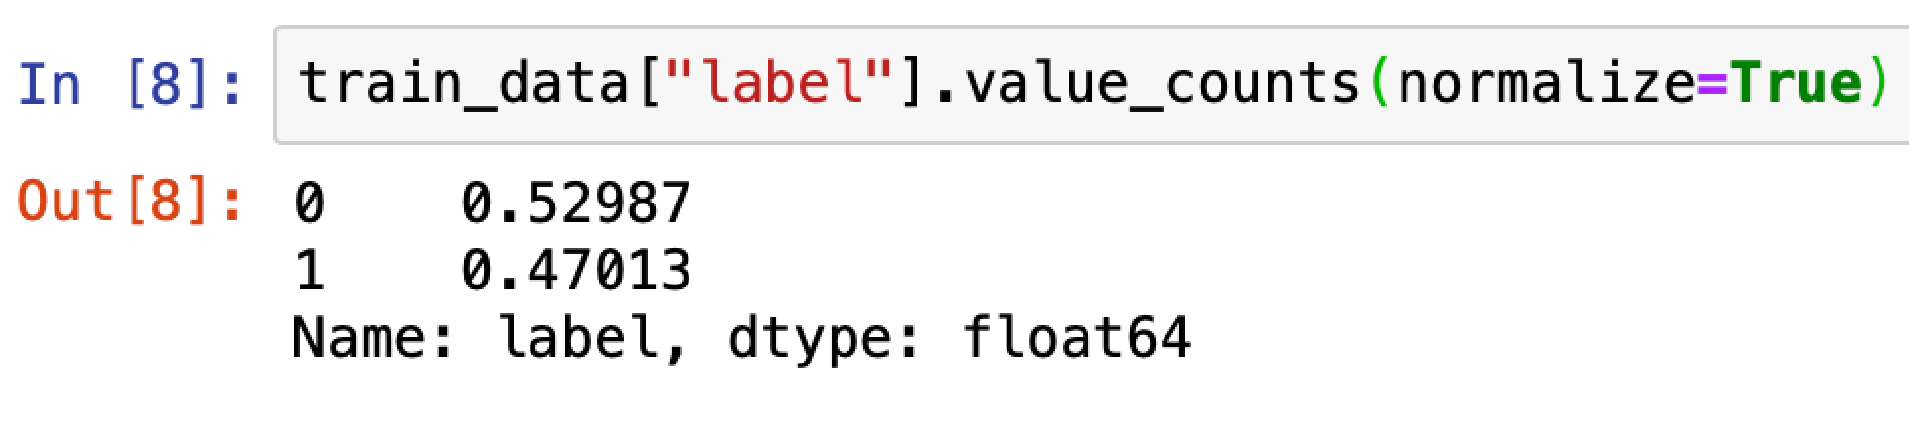 In [8]: train_data["label"].value_counts(normalize=True)
Out[8]: 0    0.52987
1    0.47013
Name: label, dtype: float64